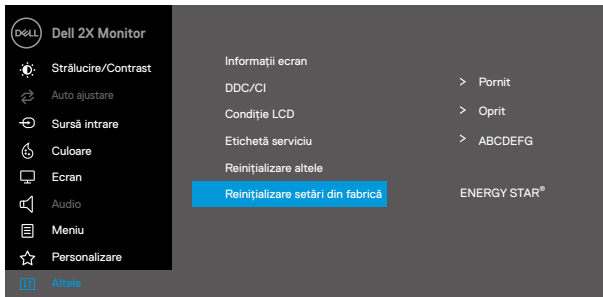 DELL Dell 2X Monitor
Strălucire/Contrast
Auto ajustare
Sursă intrare
Culoare
Ecran
Audio
Meniu
Personalizare
Altele
Informații ecran
DDC/CI > Pornit
Condiție LCD > Oprit
Etichetă serviciu > ABCDEFG
Reinițializare altele
Reinițializare setări din fabrică ENERGY STAR®